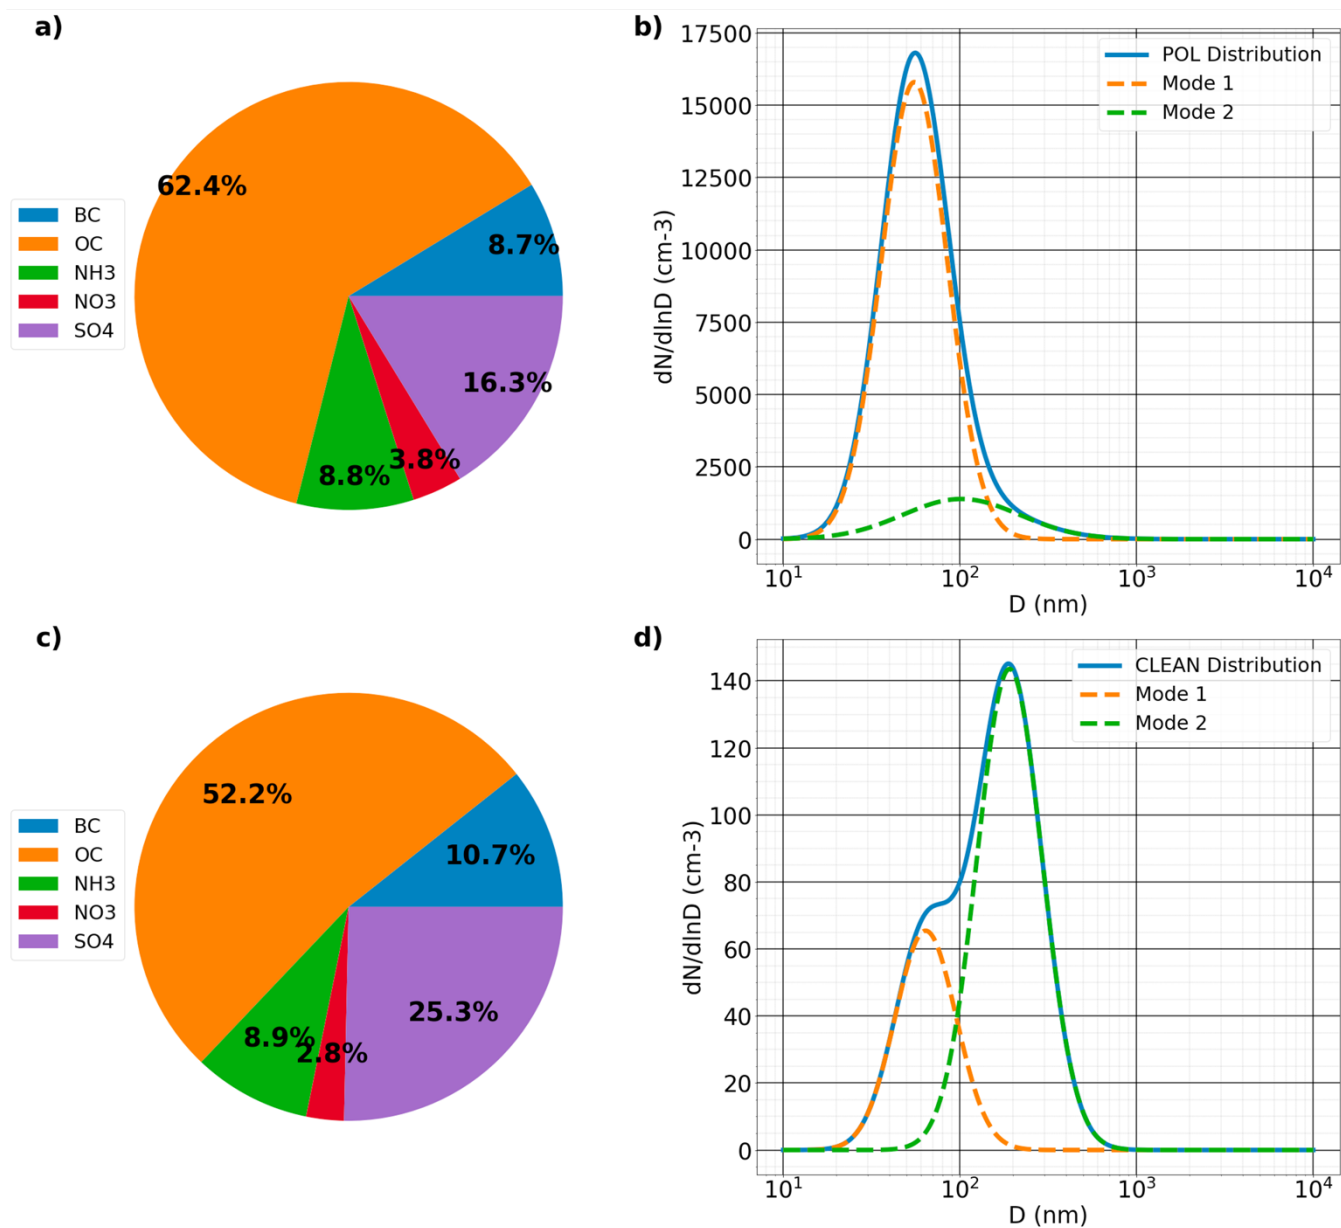 a)
62.4%
8.7%
16.3%
3.8%
8.8%
BC
OC
NH3
NO3
SO4
b)
17500
15000
12500
10000
7500
5000
2500
0
dN/dlnD (cm-3)
POL Distribution
Mode 1
Mode 2
10¹ 10² 10³ 10⁴
D (nm)
c)
52.2%
10.7%
25.3%
8.9%
2.8%
BC
OC
NH3
NO3
SO4
d)
140
120
100
80
60
40
20
0
dN/dlnD (cm-3)
CLEAN Distribution
Mode 1
Mode 2
10¹ 10² 10³ 10⁴
D (nm)